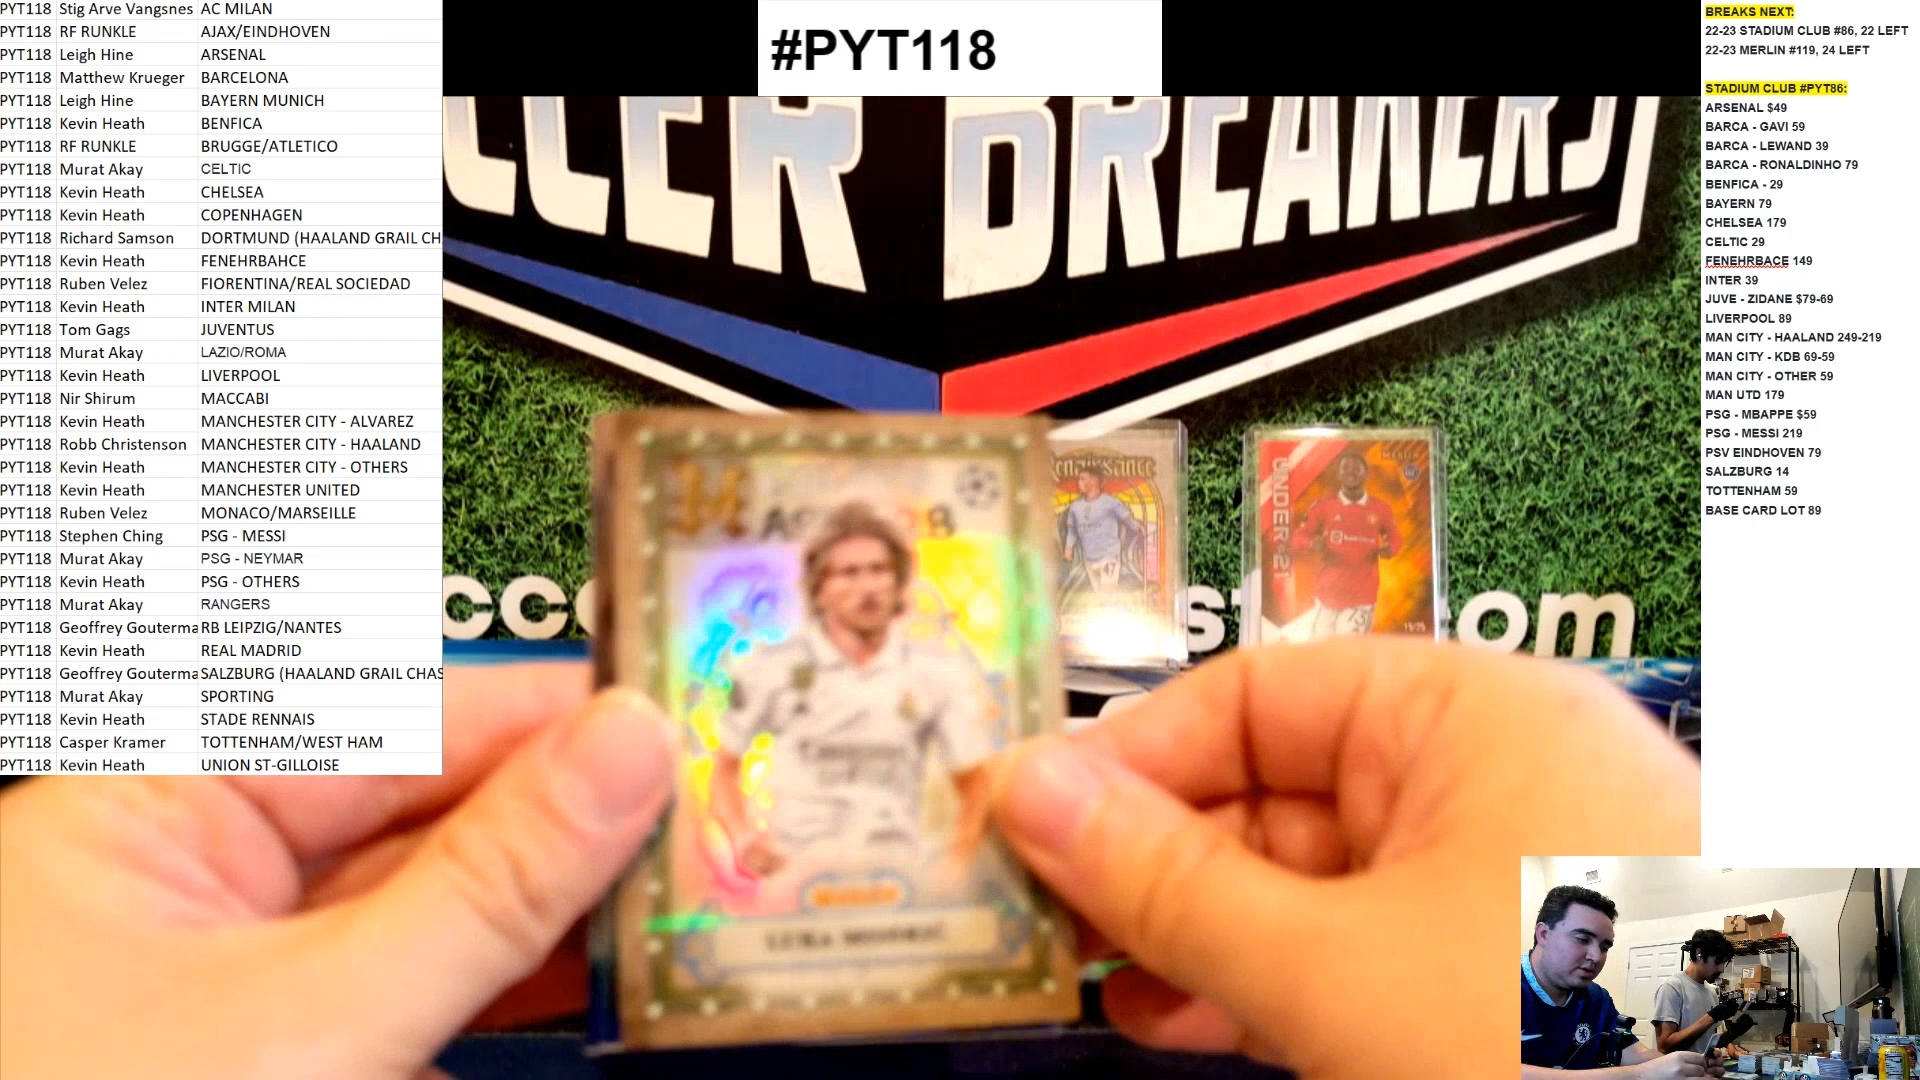 PYT118 Stig Arve Vangsnes AC MILAN
PYT118 RF RUNKLE AJAX/EINDHOVEN
PYT118 Leigh Hine ARSENAL
PYT118 Matthew Krueger BARCELONA
PYT118 Leigh Hine BAYERN MUNICH
PYT118 Kevin Heath BENFICA
PYT118 RF RUNKLE BRUGGE/ATLETICO
PYT118 Murat Akay CELTIC
PYT118 Kevin Heath CHELSEA
PYT118 Kevin Heath COPENHAGEN
PYT118 Richard Samson DORTMUND (HAALAND GRAIL CH
PYT118 Kevin Heath FENEHRBAHCE
PYT118 Ruben Velez FIORENTINA/REAL SOCIEDAD
PYT118 Kevin Heath INTER MILAN
PYT118 Tom Gags JUVENTUS
PYT118 Murat Akay LAZIO/ROMA
PYT118 Kevin Heath LIVERPOOL
PYT118 Nir Shirum MACCABI
PYT118 Kevin Heath MANCHESTER CITY - ALVAREZ
PYT118 Robb Christenson MANCHESTER CITY - HAALAND
PYT118 Kevin Heath MANCHESTER CITY - OTHERS
PYT118 Kevin Heath MANCHESTER UNITED
PYT118 Ruben Velez MONACO/MARSEILLE
PYT118 Stephen Ching PSG - MESSI
PYT118 Murat Akay PSG - NEYMAR
PYT118 Kevin Heath PSG - OTHERS
PYT118 Murat Akay RANGERS
PYT118 Geoffrey Gouterma RB LEIPZIG/NANTES
PYT118 Kevin Heath REAL MADRID
PYT118 Geoffrey Gouterma SALZBURG (HAALAND GRAIL CHAS
PYT118 Murat Akay SPORTING
PYT118 Kevin Heath STADE RENNAIS
PYT118 Casper Kramer TOTTENHAM/WEST HAM
PYT118 Kevin Heath UNION ST-GILLOISE
#PYT118
CCER BREAKERS
Renaissance
47
UNDER 21
LUKA MODRIĆ
om
BREAKS NEXT:
22-23 STADIUM CLUB #86, 22 LEFT
22-23 MERLIN #119, 24 LEFT
STADIUM CLUB #PYT86:
ARSENAL $49
BARCA - GAVI 59
BARCA - LEWAND 39
BARCA - RONALDINHO 79
BENFICA - 29
BAYERN 79
CHELSEA 179
CELTIC 29
FENEHRBACE 149
INTER 39
JUVE - ZIDANE $79-69
LIVERPOOL 89
MAN CITY - HAALAND 249-219
MAN CITY - KDB 69-59
MAN CITY - OTHER 59
MAN UTD 179
PSG - MBAPPE $59
PSG - MESSI 219
PSV EINDHOVEN 79
SALZBURG 14
TOTTENHAM 59
BASE CARD LOT 89